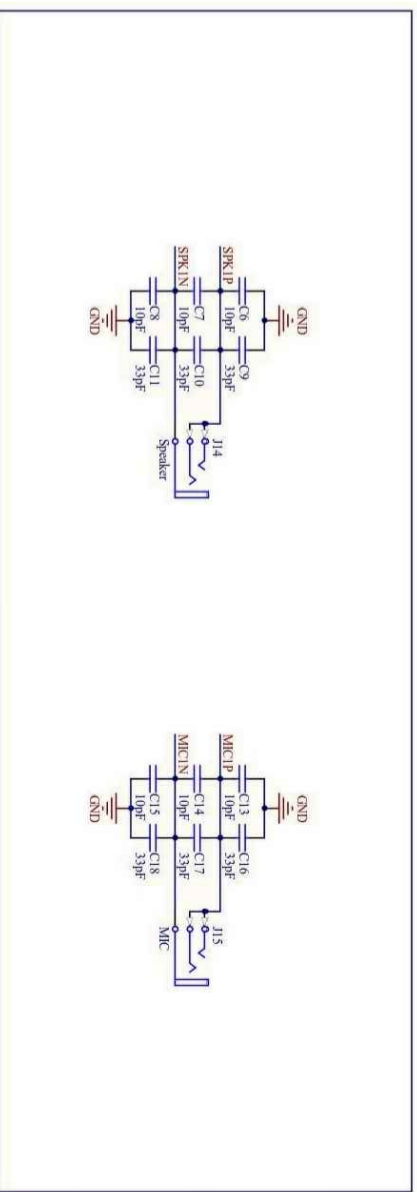 GND
C6
10pF
C9
33pF
SPK1P
C7
10pF
C10
33pF
SPK1N
C8
10pF
C11
33pF
GND
J14
Speaker
GND
C13
10pF
C16
33pF
MIC1P
C14
10pF
C17
33pF
MIC1N
C15
10pF
C18
33pF
GND
J15
MIC